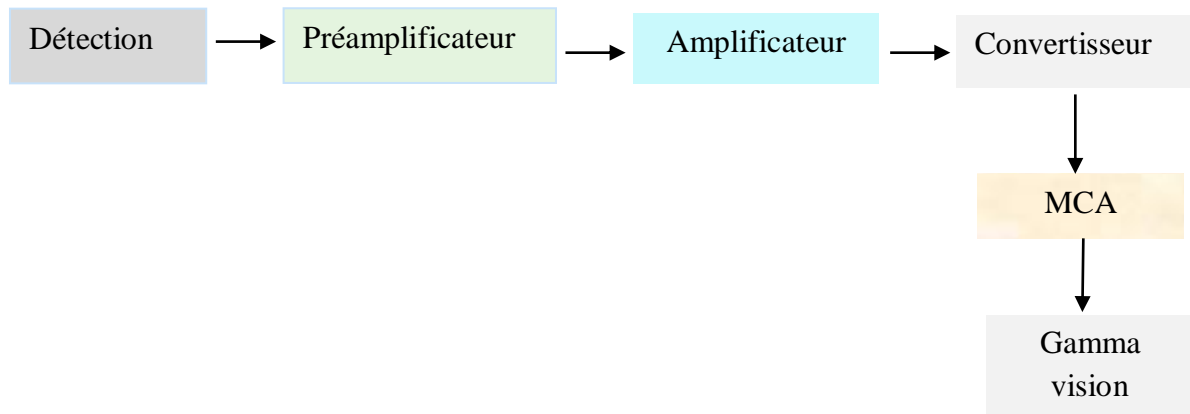 Détection
Préamplificateur
Amplificateur
Convertisseur
MCA
Gamma
vision